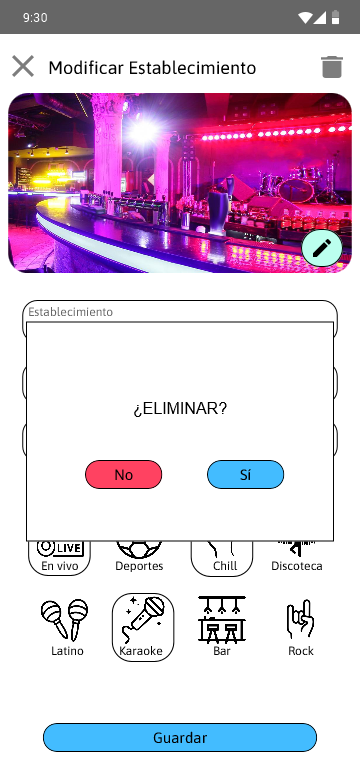 9:30
Modificar Establecimiento
Establecimiento
¿ELIMINAR?
No Sí
LIVE
En vivo Deportes Chill Discoteca
Latino Karaoke Bar Rock
Guardar